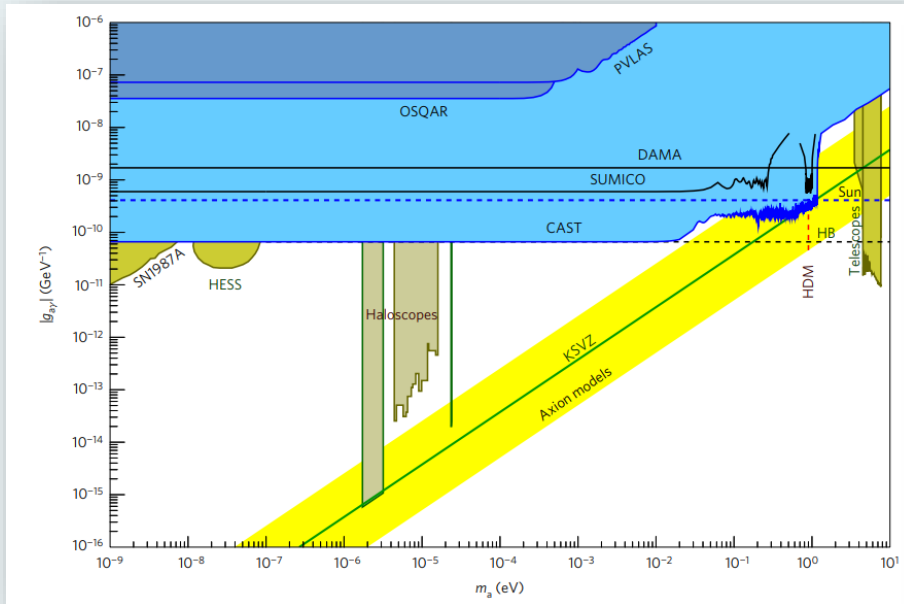 10⁻⁶
10⁻⁷
10⁻⁸
10⁻⁹
10⁻¹⁰
10⁻¹¹
10⁻¹²
10⁻¹³
10⁻¹⁴
10⁻¹⁵
10⁻¹⁶
|gₐᵧ| (GeV⁻¹)
PVLAS
OSQAR
DAMA
SUMICO
Sun
CAST
HB
Telescopes
SN1987A
HESS
HDM
Haloscopes
KSVZ
Axion models
10⁻⁹ 10⁻⁸ 10⁻⁷ 10⁻⁶ 10⁻⁵ 10⁻⁴ 10⁻³ 10⁻² 10⁻¹ 10⁰ 10¹
mₐ (eV)